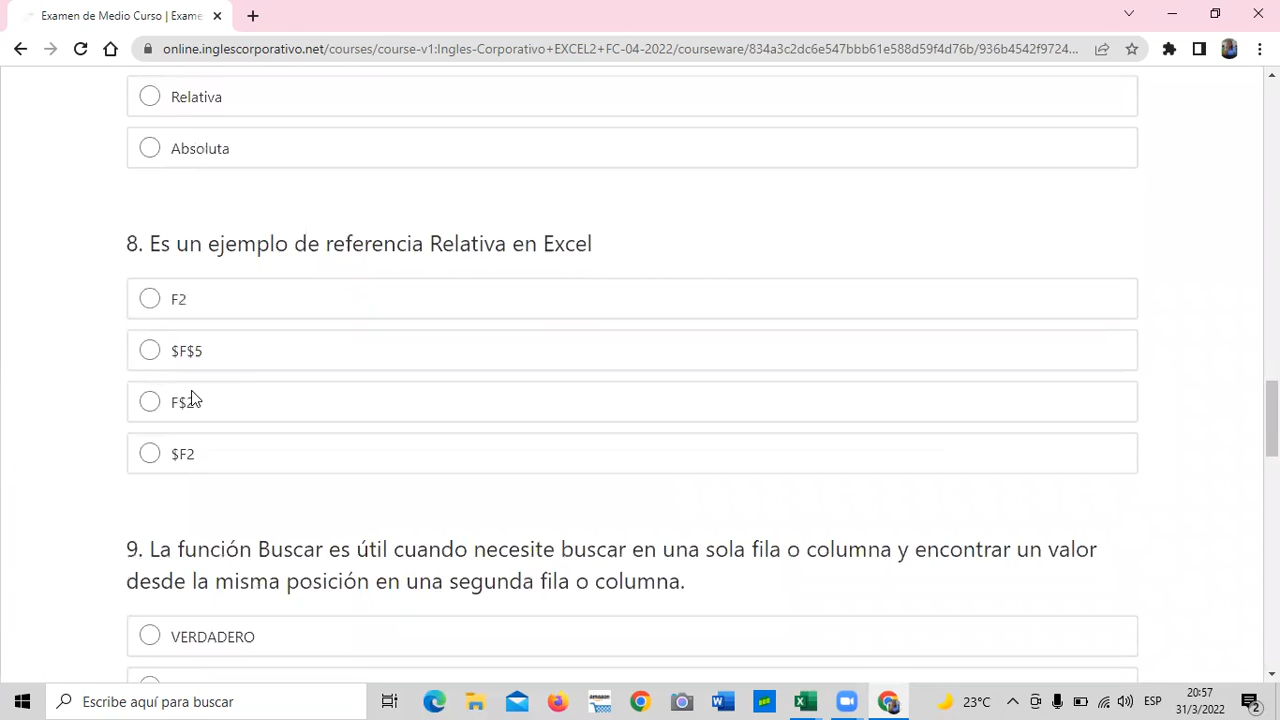 Examen de Medio Curso | Exame
online.inglescorporativo.net/courses/course-v1:Ingles-Corporativo+EXCEL2+FC-04-2022/courseware/334a3c2dc6e547bbb61e588d59f4d76b/936b4542f9724...
Relativa
Absoluta
8. Es un ejemplo de referencia Relativa en Excel
F2
$F$5
F$2
$F2
9. La función Buscar es útil cuando necesite buscar en una sola fila o columna y encontrar un valor
desde la misma posición en una segunda fila o columna.
VERDADERO
Escribe aquí para buscar
23°C
ESP
20:57
31/3/2022
2